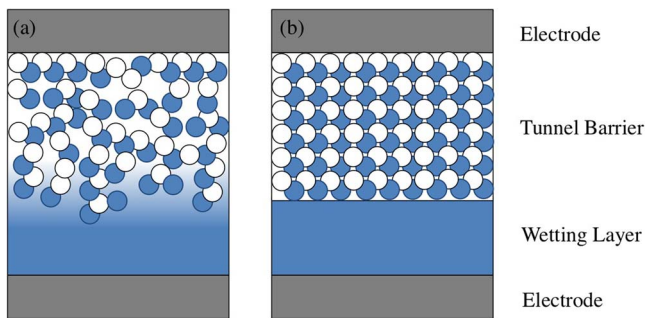 (a)
(b)
Electrode
Tunnel Barrier
Wetting Layer
Electrode